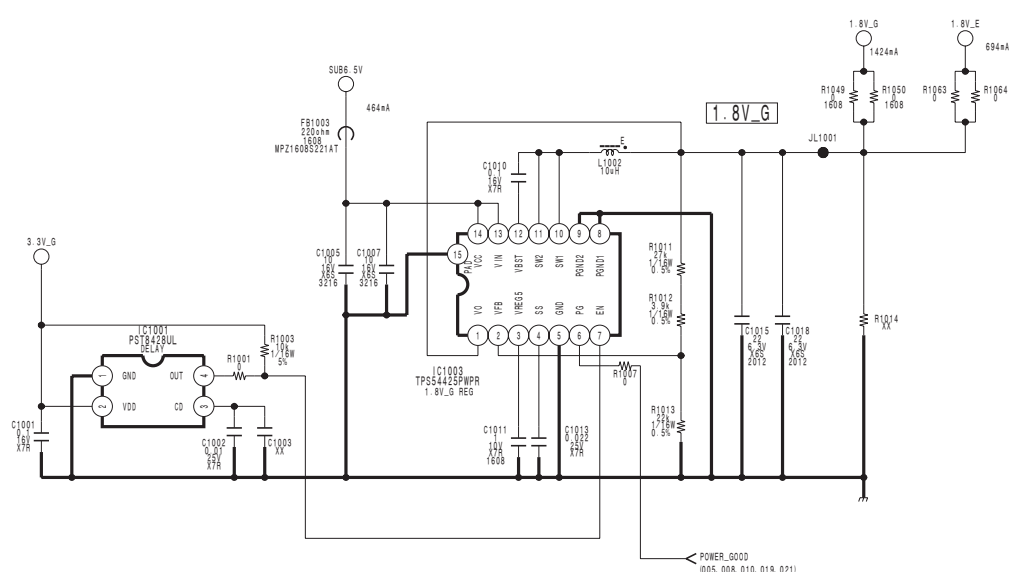 1.8V_G
1424mA
1.8V_E
694mA
R1049
0
1608
R1050
0
1608
R1063
0
R1064
0
SUB6.5V
464mA
FB1003
220ohm
1608
MPZ1608S221AT
1.8V_G
JL1001
E
L1002
10uH
C1010
0.1
16V
X7R
14
13
12
11
10
9
8
15
PAD
VCC
VIN
VBST
SW2
SW1
PGND2
PGND1
VO
VFB
VREG5
SS
GND
PG
EN
1
2
3
4
5
6
7
IC1003
TPS54425PWPR
1.8V_G REG
3.3V_G
C1005
10
16V
X6S
3216
C1007
10
16V
X6S
3216
R1011
27k
1/16W
0.5%
R1012
3.9k
1/16W
0.5%
R1013
22k
1/16W
0.5%
C1015
22
6.3V
X6S
2012
C1018
22
6.3V
X6S
2012
R1014
XX
IC1001
PST8428UL
DELAY
1
GND
OUT
4
2
VDD
CD
3
R1001
0
R1003
10k
1/16W
5%
R1007
0
C1001
0.1
16V
X7R
C1002
0.01
25V
X7R
C1003
XX
C1011
1
10V
X7R
1608
C1013
0.022
25V
X7R
POWER_GOOD
(005,008,010,019,021)